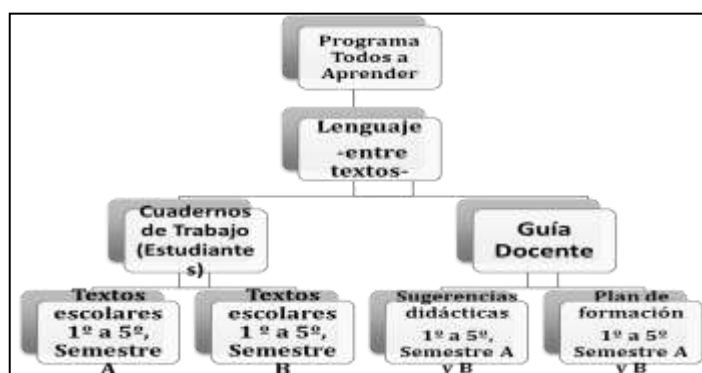 Programa
Todos a
Aprender
Lenguaje
-entre
textos-
Cuadernos
de Trabajo
(Estudiante
s)
Guía
Docente
Textos
escolares
1º a 5º,
Semestre
A
Textos
escolares
1 º a 5º,
Semestre
B
Sugerencias
didácticas
1º a 5º,
Semestre A
y B
Plan de
formación
1º a 5º
Semestre A
y B